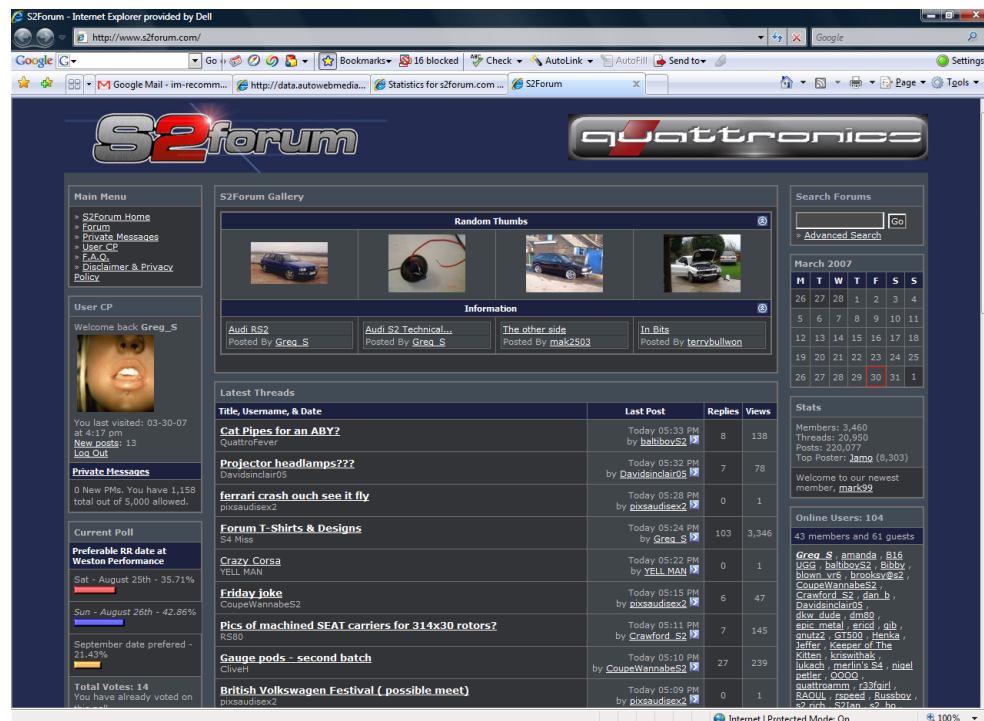 S2Forum - Internet Explorer provided by Dell
http://www.s2forum.com/
Google
Google G
Go
Bookmarks
16 blocked
Check
AutoLink
AutoFill
Send to
Settings
Google Mail - im-recomm...
http://data.autowebmedia...
Statistics for s2forum.com ...
S2Forum
Page
Tools
S2forum
quattronics
Main Menu
» S2Forum Home
» Forum
» Private Messages
» User CP
» F.A.Q.
» Disclaimer & Privacy
Policy
User CP
Welcome back Greg_S
You last visited: 03-30-07
at 4:17 pm
New posts: 13
Log Out
Private Messages
0 New PMs. You have 1,158
total out of 5,000 allowed.
Current Poll
Preferable RR date at
Weston Performance
Sat - August 25th - 35.71%
Sun - August 26th - 42.86%
September date prefered -
21.43%
Total Votes: 14
You have already voted on
this poll
S2Forum Gallery
Random Thumbs
Information
Audi RS2
Posted By Greg_S
Audi S2 Technical...
Posted By Greg_S
The other side
Posted By mak2503
In Bits
Posted By terrybullwon
Latest Threads
Title, Username, & Date Last Post Replies Views
Cat Pipes for an ABY? Today 05:33 PM
QuattroFever by baltiboyS2 8 138
Projector headlamps??? Today 05:32 PM
Davidsinclair05 by Davidsinclair05 7 78
ferrari crash ouch see it fly Today 05:28 PM
pixsaudisex2 by pixsaudisex2 0 1
Forum T-Shirts & Designs Today 05:24 PM
S4 Miss by Greg_S 103 3,346
Crazy Corsa Today 05:22 PM
YELL MAN by YELL MAN 0 1
Friday joke Today 05:15 PM
CoupeWannabeS2 by pixsaudisex2 6 47
Pics of machined SEAT carriers for 314x30 rotors? Today 05:11 PM
RS80 by Crawford_S2 7 145
Gauge pods - second batch Today 05:10 PM
CliveH by CoupeWannabeS2 27 239
British Volkswagen Festival ( possible meet) Today 05:09 PM
pixsaudisex2 by pixsaudisex2 0 1
Search Forums
Go
» Advanced Search
March 2007
M T W T F S S
26 27 28 1 2 3 4
5 6 7 8 9 10 11
12 13 14 15 16 17 18
19 20 21 22 23 24 25
26 27 28 29 30 31 1
Stats
Members: 3,460
Threads: 20,950
Posts: 220,077
Top Poster: Jamo (8,303)
Welcome to our newest
member, mark99
Online Users: 104
43 members and 61 guests
Greg_S , amanda , B16
UGG , baltiboyS2 , Bibby ,
blown_vr6 , brooksy@s2 ,
CoupeWannabeS2 ,
Crawford_S2 , dan_b ,
Davidsinclair05 ,
dkw_dude , dm80 ,
epic_metal , ericd , gib ,
gnutz2 , GT500 , Henka ,
Jeffer , Keeper of The
Kitten , kriswithak ,
lukach , merlin's S4 , nigel
petler , OOOO ,
quattroamm , r33fgirl ,
RAOUL , rspeed , Russboy ,
s2_rich , S2Ian , s2_ho
Internet | Protected Mode: On
100%